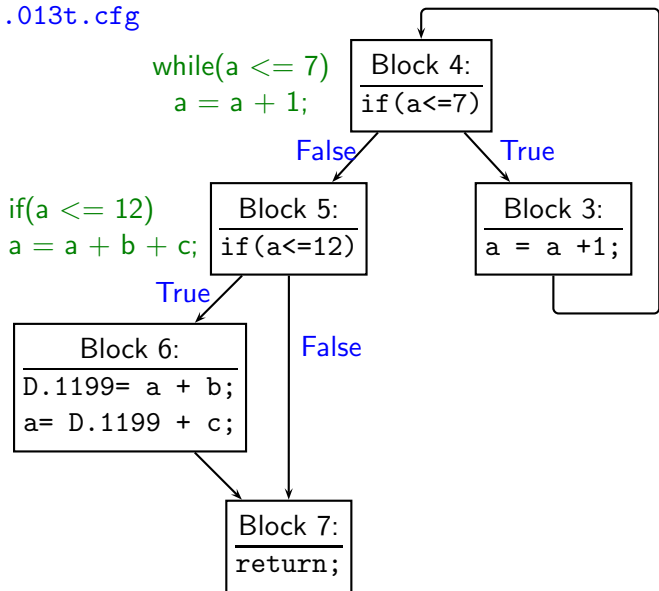 .013t.cfg
while(a <= 7)
a = a + 1;
Block 4:
if(a<=7)
False
True
if(a <= 12)
a = a + b + c;
Block 5:
if(a<=12)
Block 3:
a = a +1;
True
False
Block 6:
D.1199= a + b;
a= D.1199 + c;
Block 7:
return;